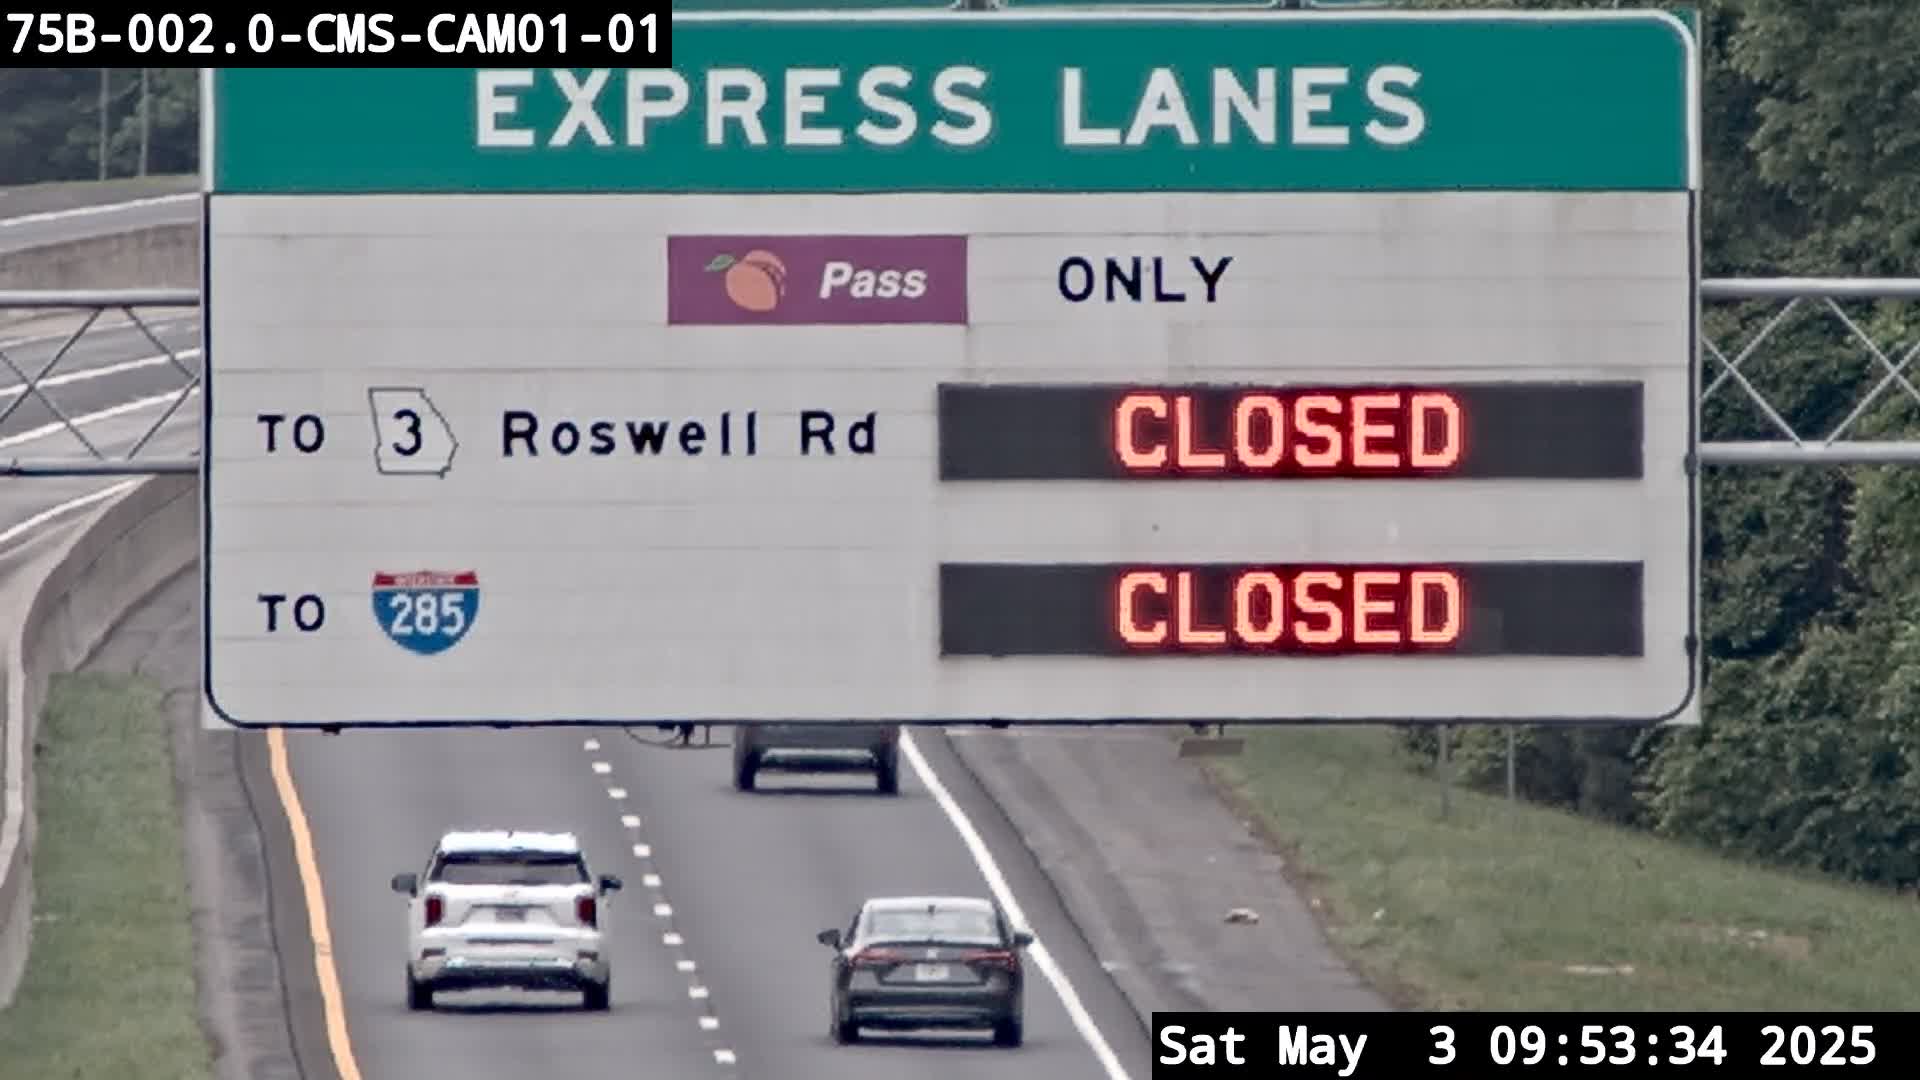 75B-002.0-CMS-CAM01-01
EXPRESS LANES
Pass ONLY
TO 3 Roswell Rd CLOSED
INTERSTATE
TO 285 CLOSED
Sat May 3 09:53:34 2025